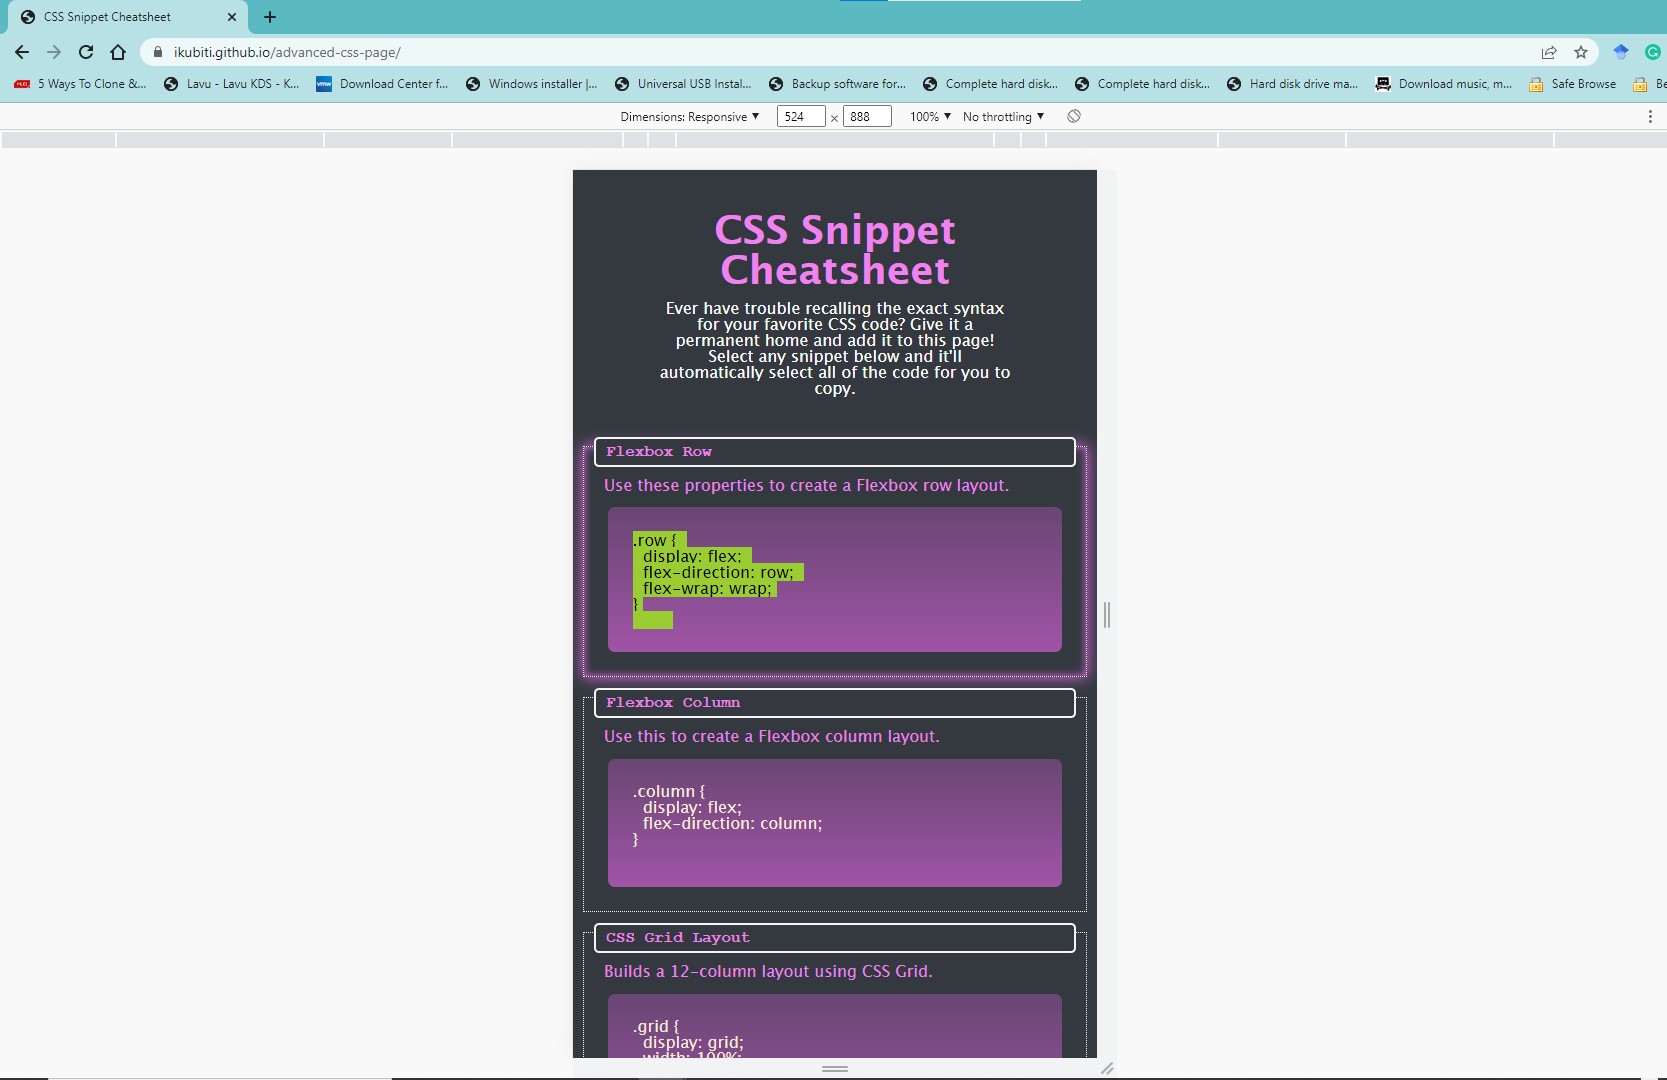 CSS Snippet Cheatsheet
ikubiti.github.io/advanced-css-page/
5 Ways To Clone &... Lavu - Lavu KDS - K... vmw Download Center f... Windows installer |... Universal USB Instal... Backup software for... Complete hard disk... Complete hard disk... Hard disk drive ma... Download music, m... Safe Browse Be
Dimensions: Responsive 524 × 888 100% No throttling
CSS Snippet
Cheatsheet
Ever have trouble recalling the exact syntax
for your favorite CSS code? Give it a
permanent home and add it to this page!
Select any snippet below and it'll
automatically select all of the code for you to
copy.
Flexbox Row
Use these properties to create a Flexbox row layout.
.row {
display: flex;
flex-direction: row;
flex-wrap: wrap;
}
Flexbox Column
Use this to create a Flexbox column layout.
.column {
display: flex;
flex-direction: column;
}
CSS Grid Layout
Builds a 12-column layout using CSS Grid.
.grid {
display: grid;
width: 100%;